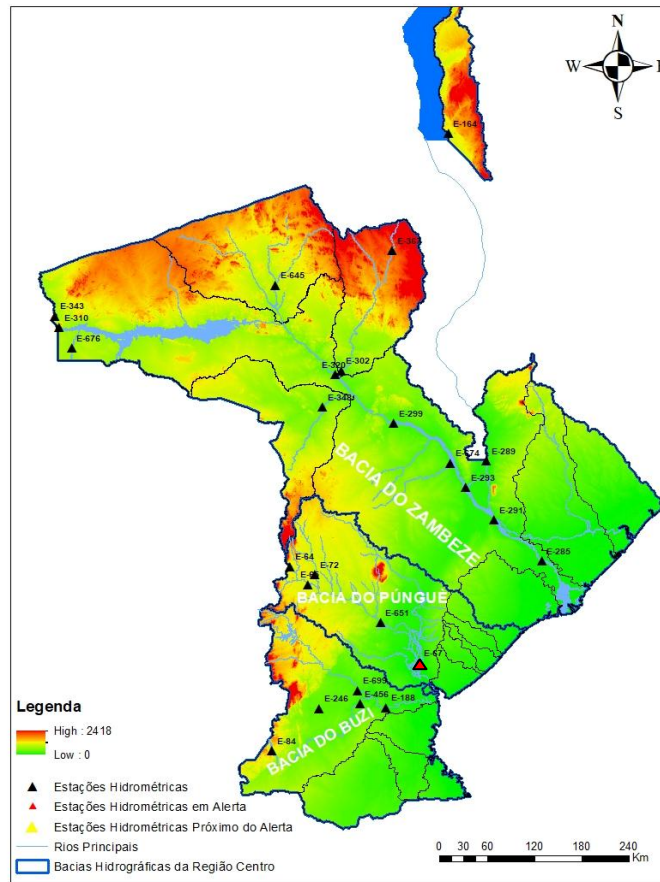 N
W
S
E-164
E-645
E-343
E-310
E-676
E-302
E-320
E-348
E-299
E-289
E-293
E-291
E-285
BACIA DO ZAMBEZE
E-64
E-72
BACIA DO PÚNGUE
E-651
E-67
E-699
E-456
E-188
E-246
BACIA DO BUZI
E-84
Legenda
High : 2418
Low : 0
Estações Hidrométricas
Estações Hidrométricas em Alerta
Estações Hidrométricas Próximo do Alerta
Rios Principais
Bacias Hidrográficas da Região Centro
0 15 30 60 90 120 180 240
Km